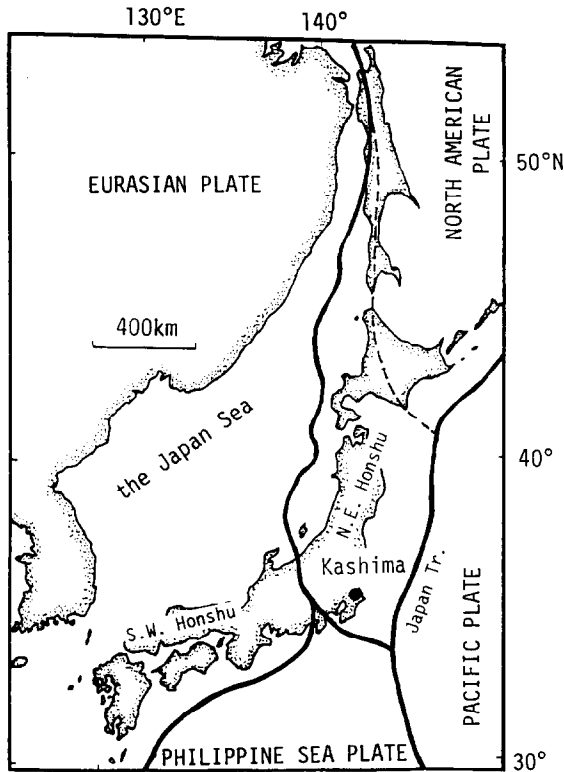 130°E 140°
NORTH AMERICAN
PLATE
50°N
EURASIAN PLATE
400km
the Japan Sea
40°
N.E. Honshu
Kashima
Japan Tr.
S.W. Honshu
PACIFIC PLATE
PHILIPPINE SEA PLATE
30°